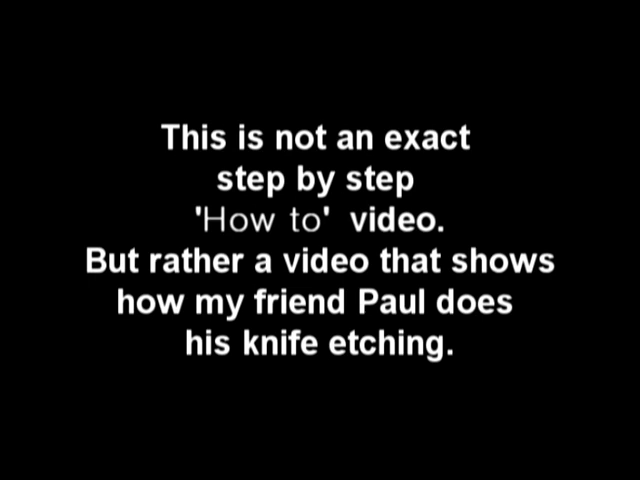 This is not an exact
step by step
'How to' video.
But rather a video that shows
how my friend Paul does
his knife etching.